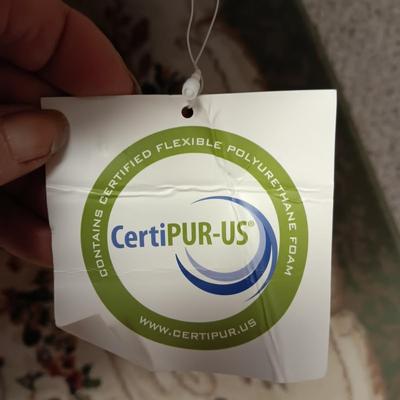 CONTAINS CERTIFIED FLEXIBLE POLYURETHANE FOAM
CertiPUR-US®
WWW.CERTIPUR.US